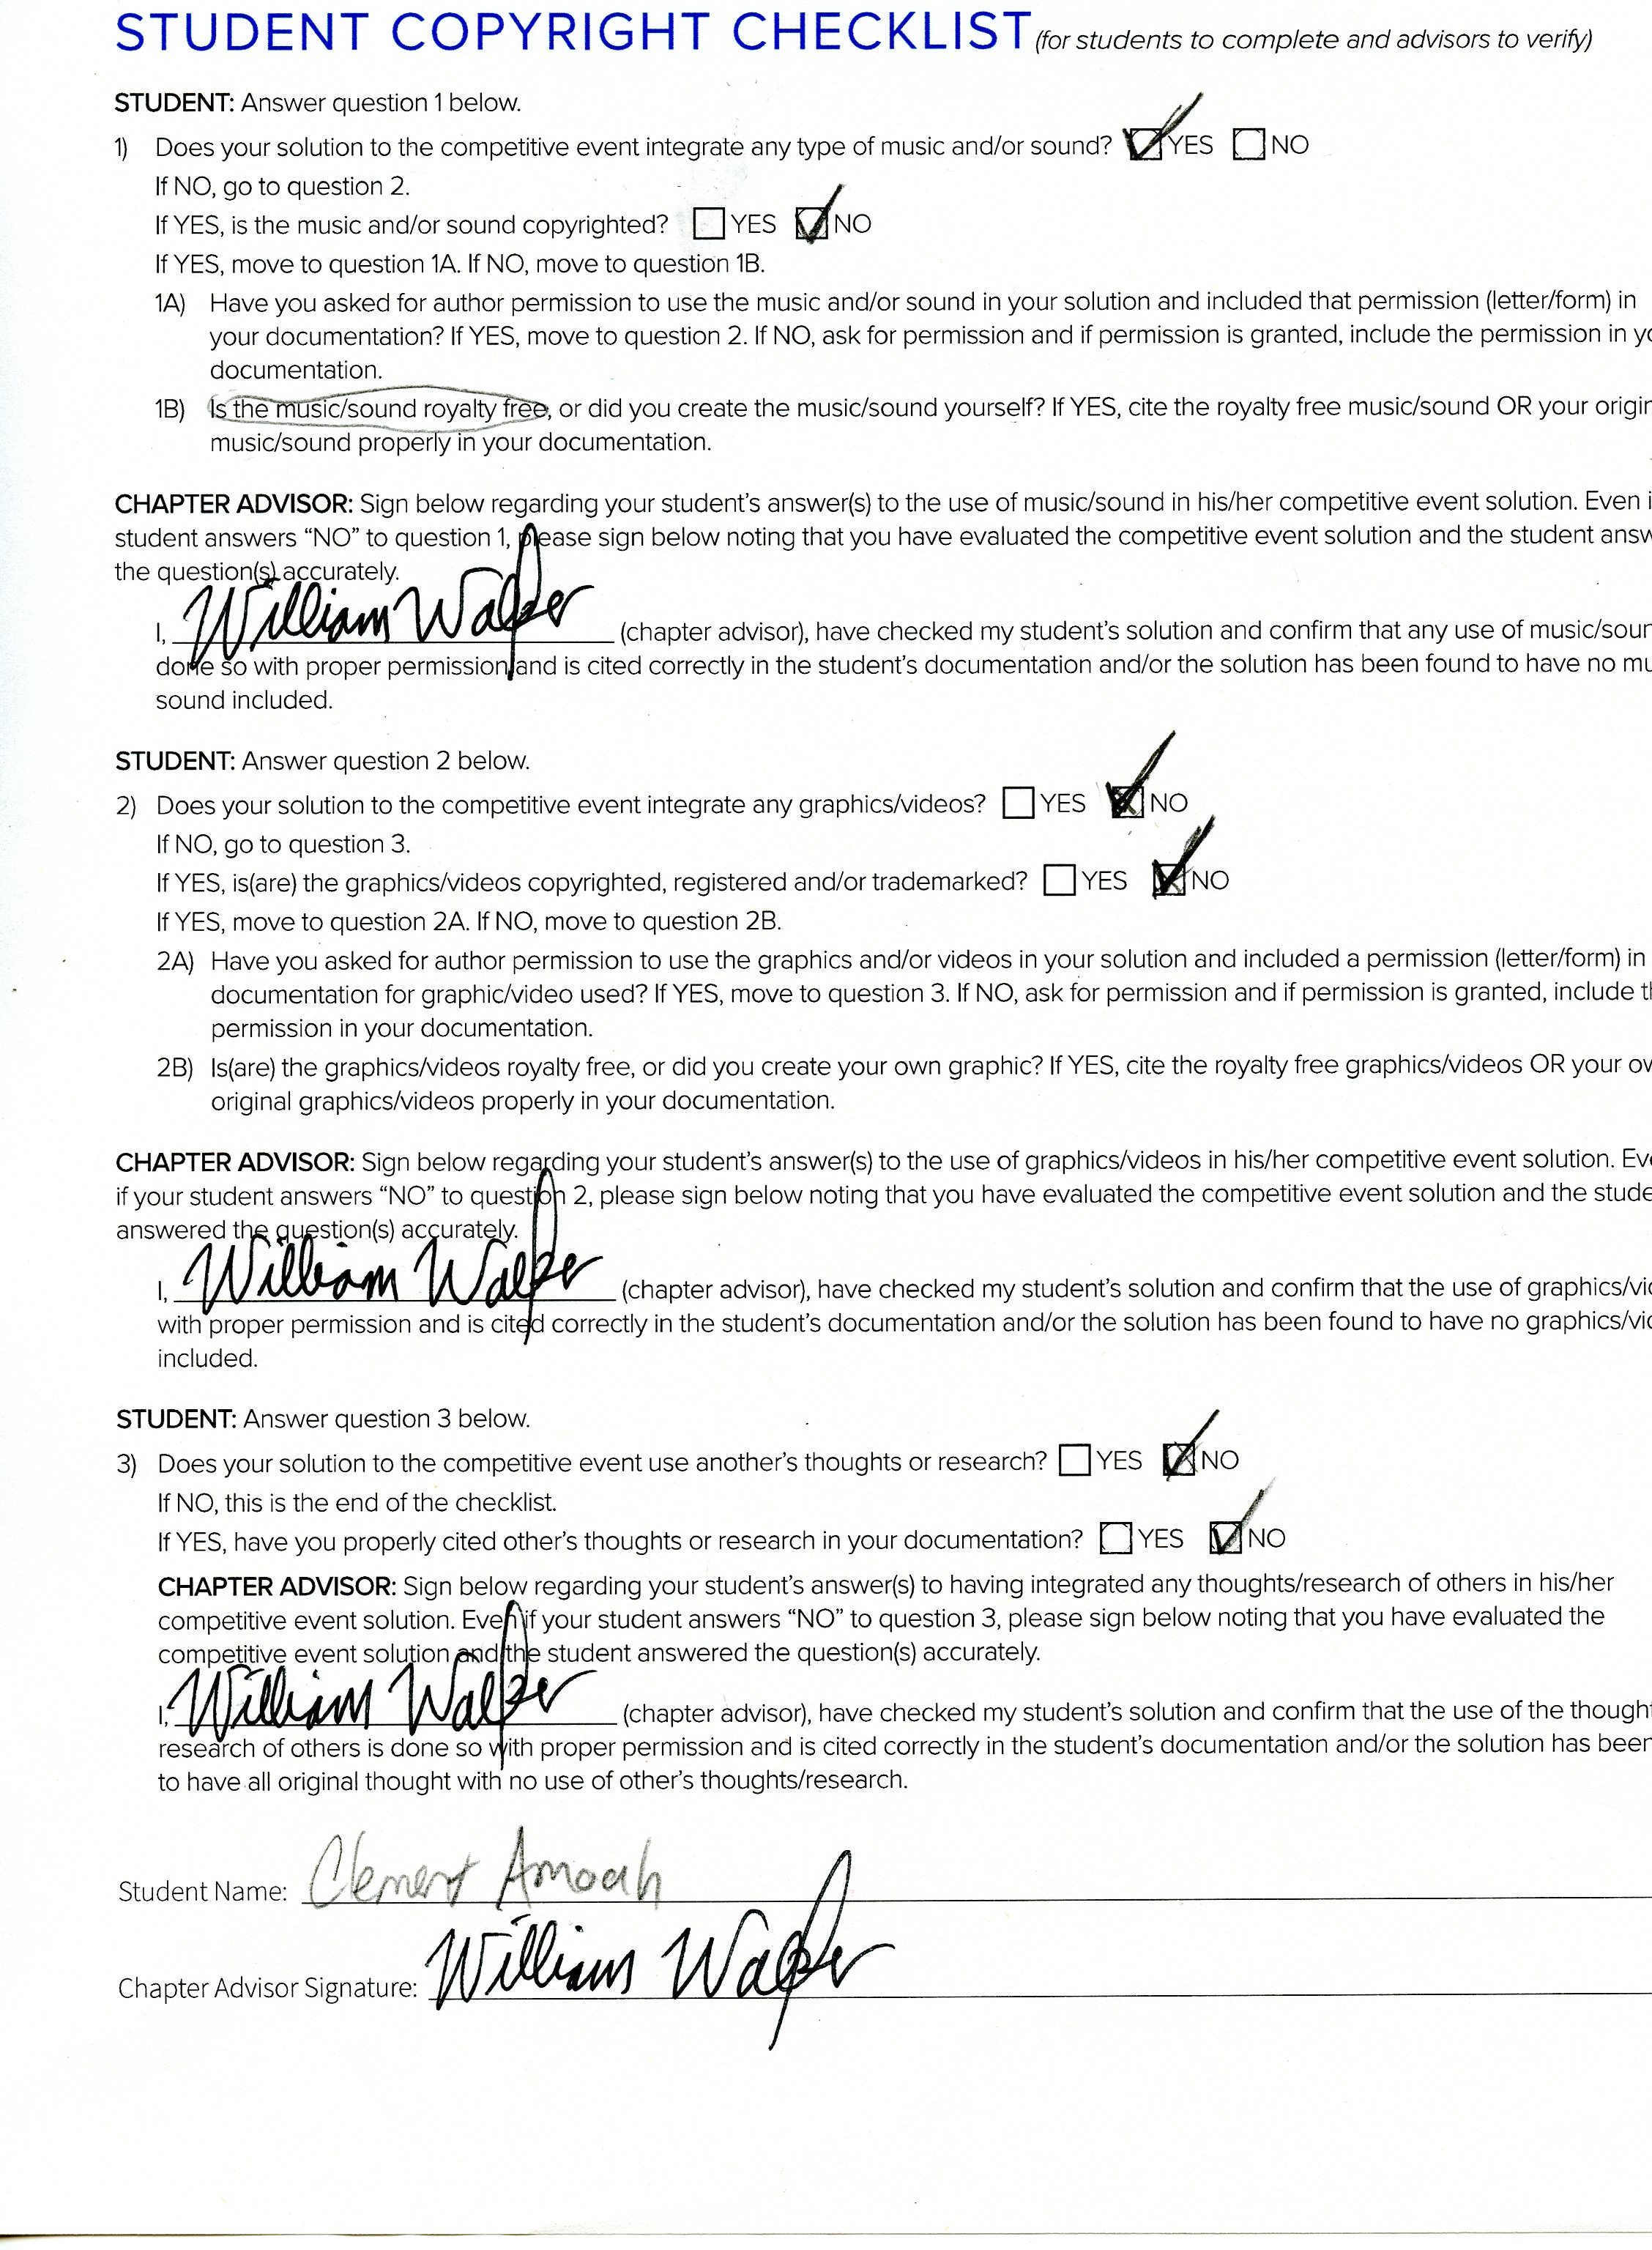 STUDENT COPYRIGHT CHECKLIST (for students to complete and advisors to verify)
STUDENT: Answer question 1 below.
1) Does your solution to the competitive event integrate any type of music and/or sound? YES NO
If NO, go to question 2.
If YES, is the music and/or sound copyrighted? YES NO
If YES, move to question 1A. If NO, move to question 1B.
1A) Have you asked for author permission to use the music and/or sound in your solution and included that permission (letter/form) in
your documentation? If YES, move to question 2. If NO, ask for permission and if permission is granted, include the permission in yo
documentation.
1B) Is the music/sound royalty free, or did you create the music/sound yourself? If YES, cite the royalty free music/sound OR your origin
music/sound properly in your documentation.
CHAPTER ADVISOR: Sign below regarding your student's answer(s) to the use of music/sound in his/her competitive event solution. Even i
student answers "NO" to question 1, please sign below noting that you have evaluated the competitive event solution and the student answ
the question(s) accurately.
I, William Walker (chapter advisor), have checked my student's solution and confirm that any use of music/soun
done so with proper permission and is cited correctly in the student's documentation and/or the solution has been found to have no mu
sound included.
STUDENT: Answer question 2 below.
2) Does your solution to the competitive event integrate any graphics/videos? YES NO
If NO, go to question 3.
If YES, is(are) the graphics/videos copyrighted, registered and/or trademarked? YES NO
If YES, move to question 2A. If NO, move to question 2B.
2A) Have you asked for author permission to use the graphics and/or videos in your solution and included a permission (letter/form) in
documentation for graphic/video used? If YES, move to question 3. If NO, ask for permission and if permission is granted, include th
permission in your documentation.
2B) Is(are) the graphics/videos royalty free, or did you create your own graphic? If YES, cite the royalty free graphics/videos OR your ow
original graphics/videos properly in your documentation.
CHAPTER ADVISOR: Sign below regarding your student's answer(s) to the use of graphics/videos in his/her competitive event solution. Eve
if your student answers "NO" to question 2, please sign below noting that you have evaluated the competitive event solution and the stude
answered the question(s) accurately.
I, William Walker (chapter advisor), have checked my student's solution and confirm that the use of graphics/vid
with proper permission and is cited correctly in the student's documentation and/or the solution has been found to have no graphics/vid
included.
STUDENT: Answer question 3 below.
3) Does your solution to the competitive event use another's thoughts or research? YES NO
If NO, this is the end of the checklist.
If YES, have you properly cited other's thoughts or research in your documentation? YES NO
CHAPTER ADVISOR: Sign below regarding your student's answer(s) to having integrated any thoughts/research of others in his/her
competitive event solution. Even if your student answers "NO" to question 3, please sign below noting that you have evaluated the
competitive event solution and the student answered the question(s) accurately.
I, William Walker (chapter advisor), have checked my student's solution and confirm that the use of the thought
research of others is done so with proper permission and is cited correctly in the student's documentation and/or the solution has been
to have all original thought with no use of other's thoughts/research.
Student Name: Clement Amoah
Chapter Advisor Signature: William Walker